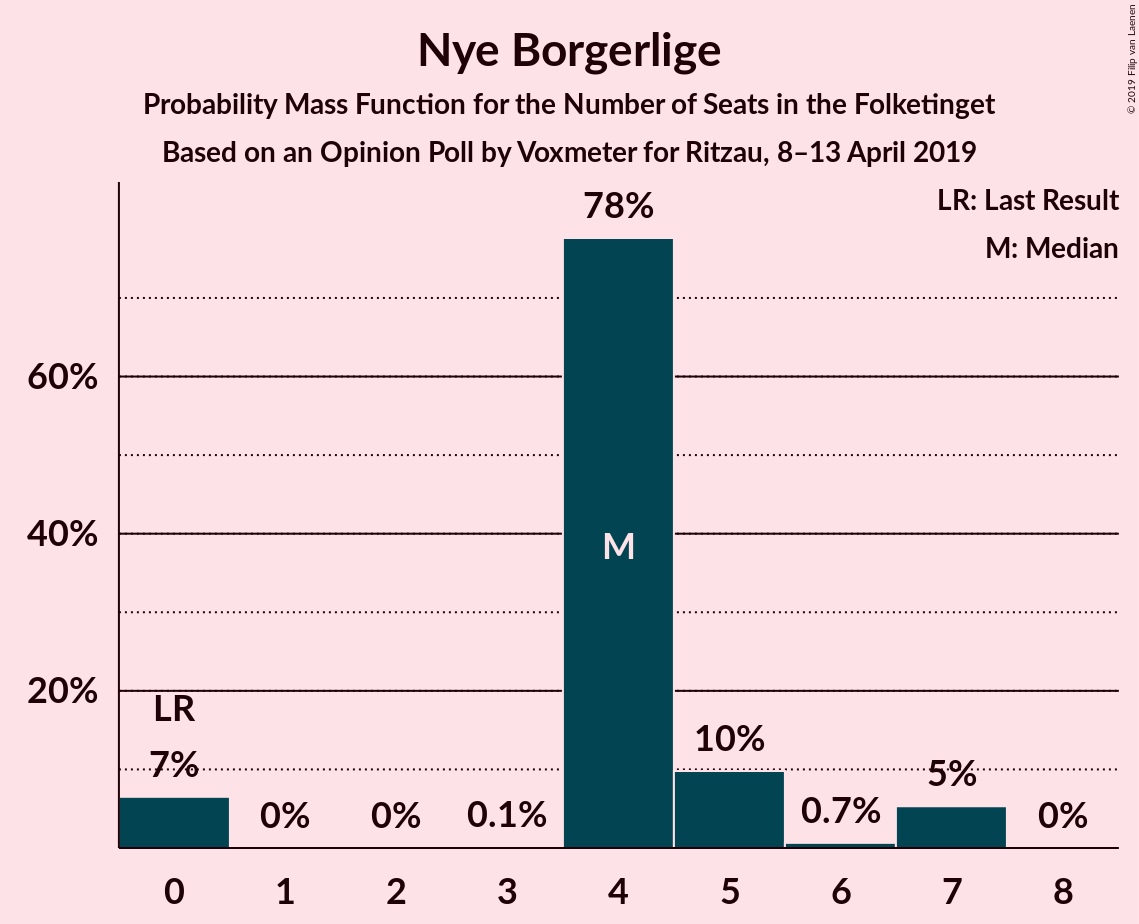 Nye Borgerlige
Probability Mass Function for the Number of Seats in the Folketinget
Based on an Opinion Poll by Voxmeter for Ritzau, 8–13 April 2019
© 2019 Filip van Laenen
LR: Last Result
M: Median
78%
60%
40%
M
20%
LR
7%
0%
0%
0.1%
10%
0.7%
5%
0%
0 1 2 3 4 5 6 7 8